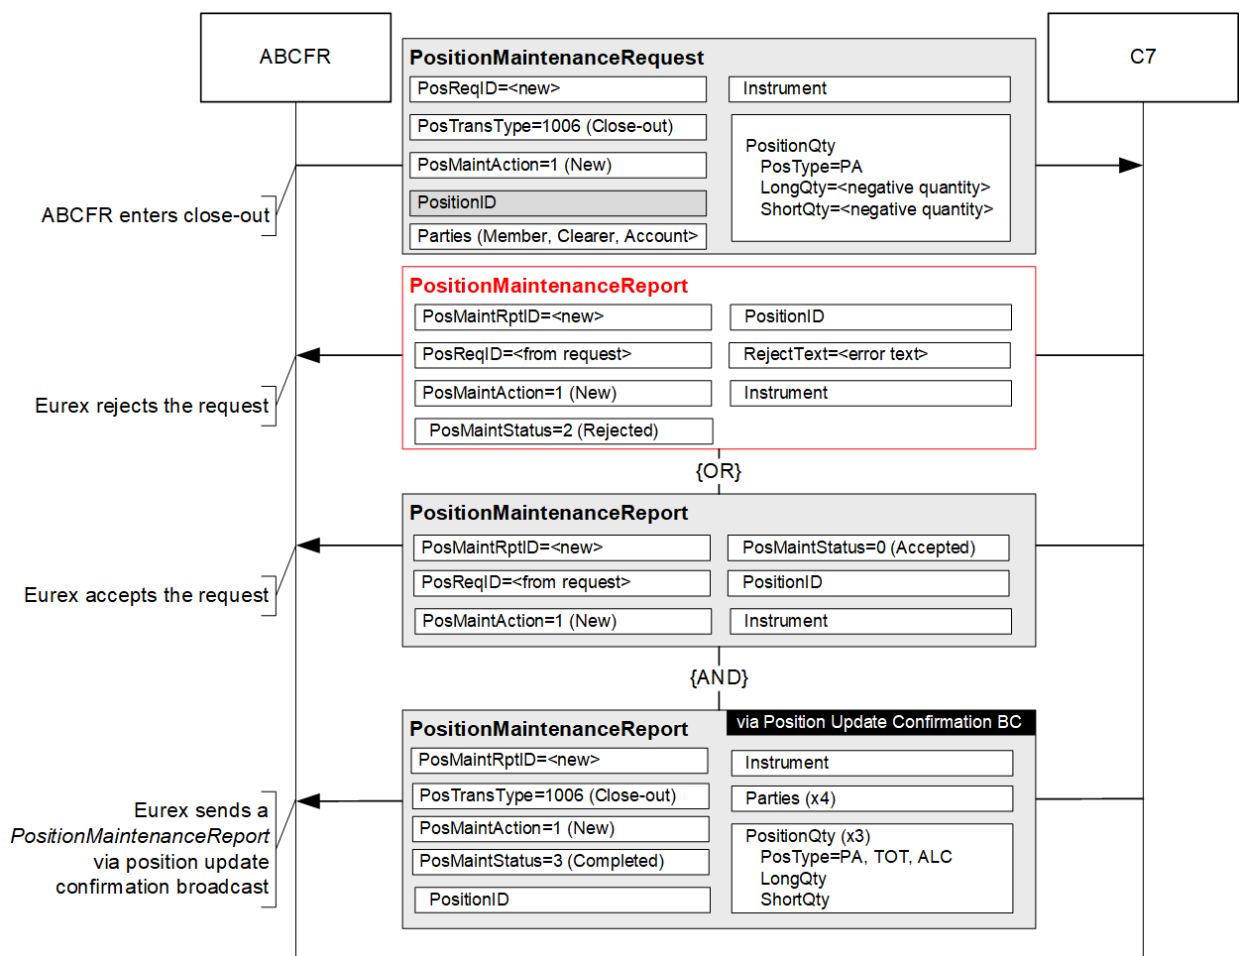 ABCFR
C7
PositionMaintenanceRequest
PosReqID=<new>
Instrument
PosTransType=1006 (Close-out)
PosMaintAction=1 (New)
PositionID
Parties (Member, Clearer, Account>
PositionQty
PosType=PA
LongQty=<negative quantity>
ShortQty=<negative quantity>
ABCFR enters close-out
PositionMaintenanceReport
PosMaintRptID=<new>
PositionID
PosReqID=<from request>
RejectText=<error text>
PosMaintAction=1 (New)
Instrument
PosMaintStatus=2 (Rejected)
Eurex rejects the request
{OR}
PositionMaintenanceReport
PosMaintRptID=<new>
PosMaintStatus=0 (Accepted)
PosReqID=<from request>
PositionID
PosMaintAction=1 (New)
Instrument
Eurex accepts the request
{AND}
PositionMaintenanceReport
via Position Update Confirmation BC
PosMaintRptID=<new>
Instrument
PosTransType=1006 (Close-out)
Parties (x4)
PosMaintAction=1 (New)
PosMaintStatus=3 (Completed)
PositionID
PositionQty (x3)
PosType=PA, TOT, ALC
LongQty
ShortQty
Eurex sends a
PositionMaintenanceReport
via position update
confirmation broadcast